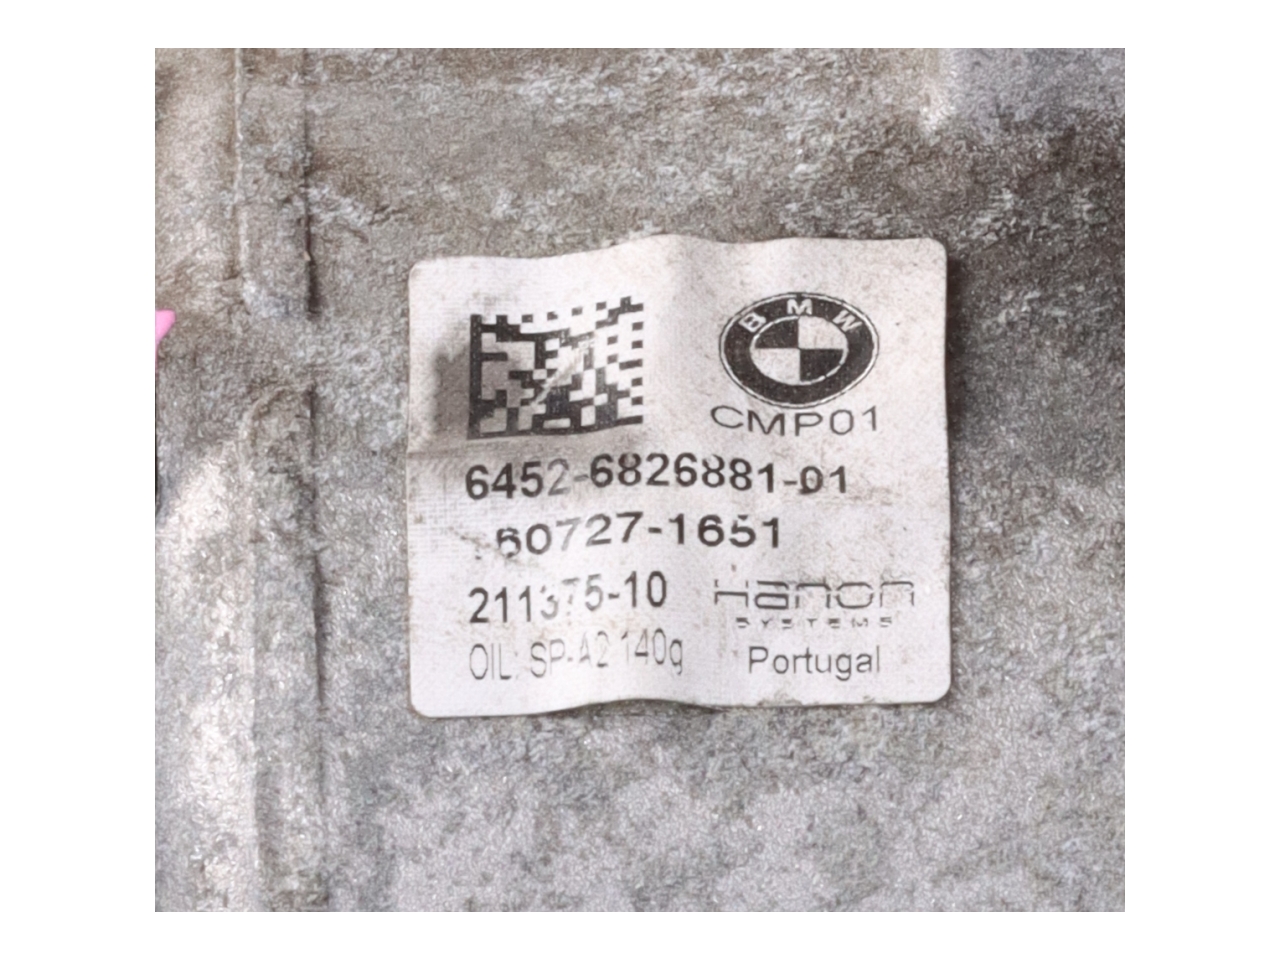 BMW
CMP01
6452-6826881-01
60727-1651
211375-10
Hanon
SYSTEMS
OIL: SP-A2 140g
Portugal